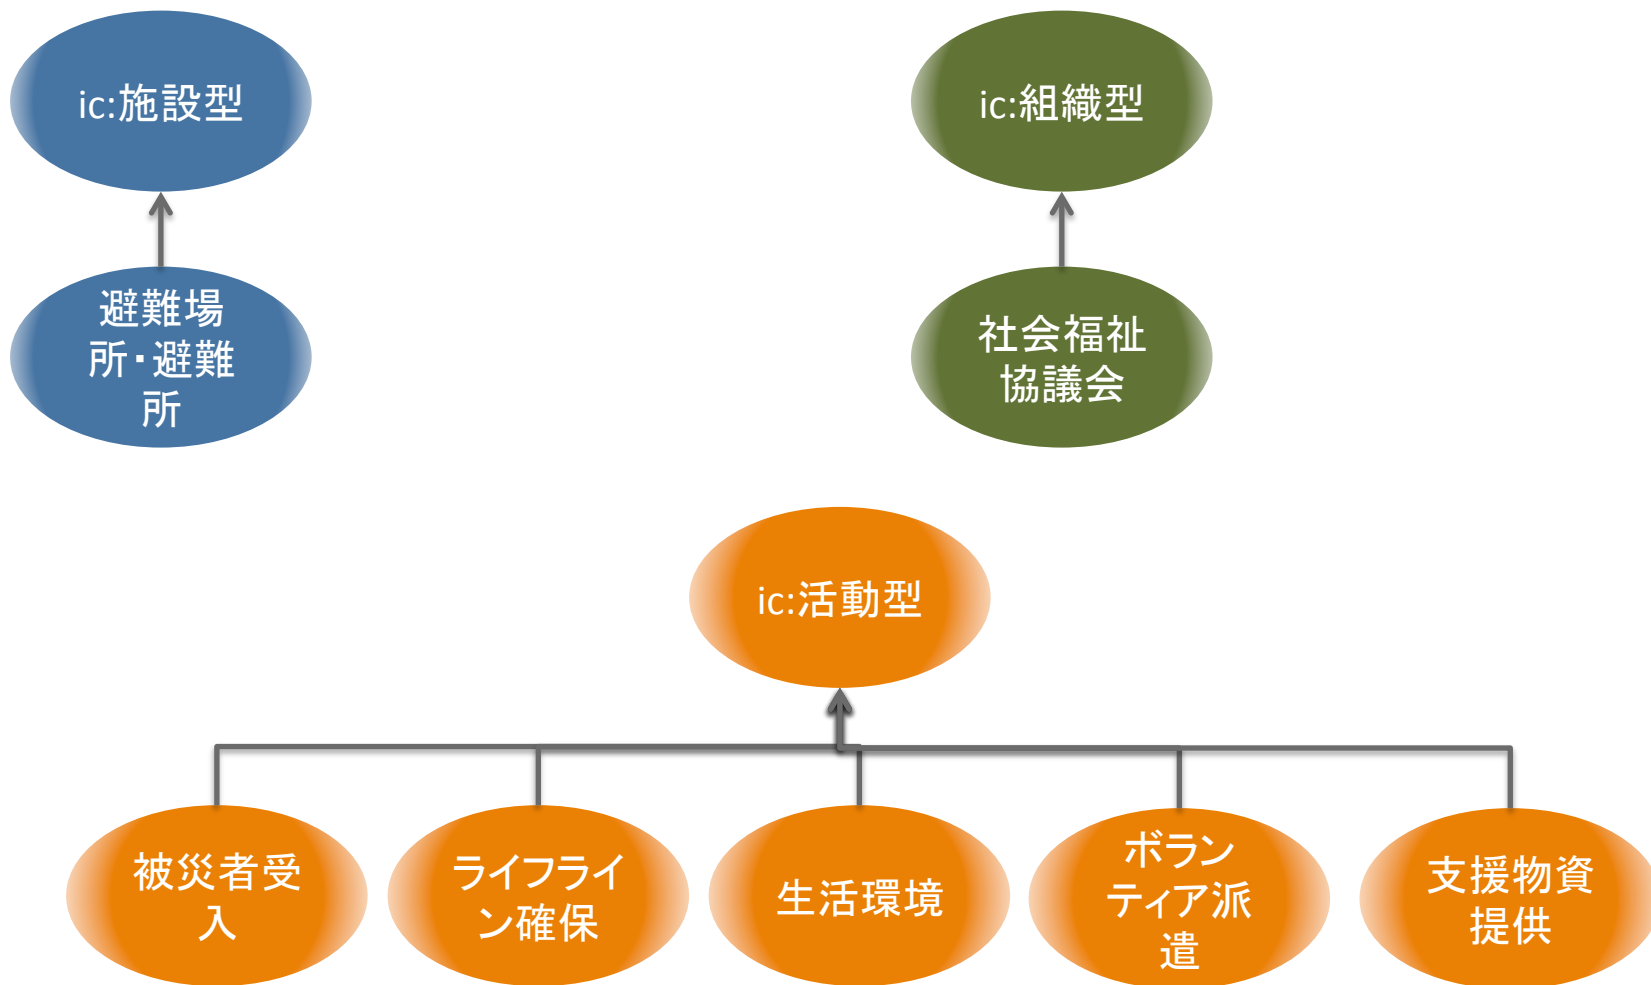 ic:施設型
ic:組織型
避難場
所・避難
所
社会福祉
協議会
ic:活動型
被災者受
入
ライフライ
ン確保
生活環境
ボラン
ティア派
遣
支援物資
提供